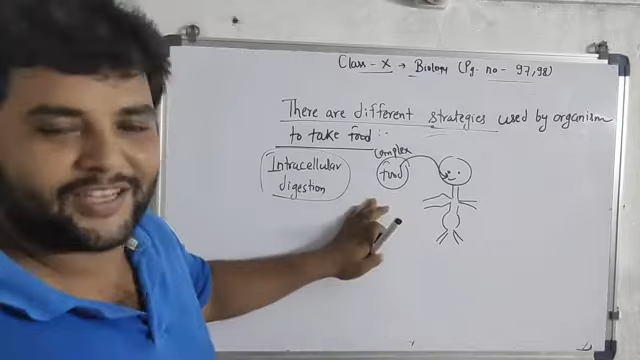 Class - X → Biology (Pg. no - 97,98)
There are different strategies used by organism
to take food :-
Intracellular
digestion
Complex
food